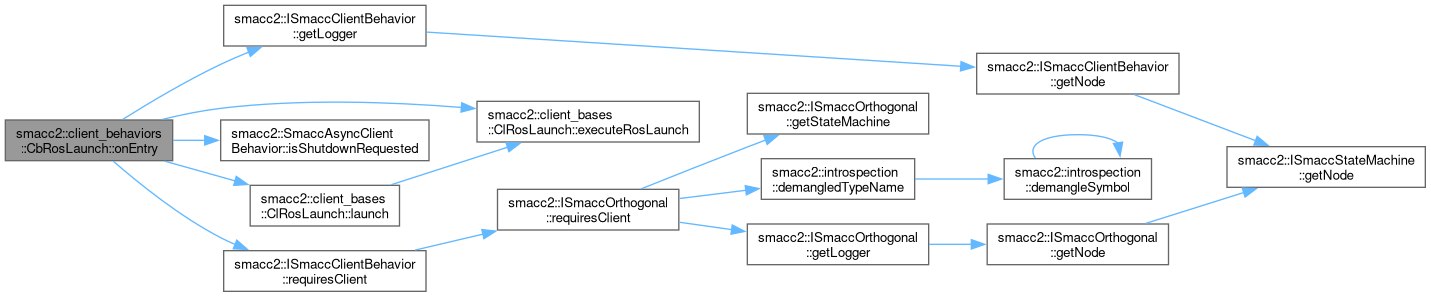 smacc2::client_behaviors
::CbRosLaunch::onEntry
smacc2::ISmaccClientBehavior
::getLogger
smacc2::client_bases
::ClRosLaunch::executeRosLaunch
smacc2::SmaccAsyncClient
Behavior::isShutdownRequested
smacc2::client_bases
::ClRosLaunch::launch
smacc2::ISmaccClientBehavior
::requiresClient
smacc2::ISmaccOrthogonal
::requiresClient
smacc2::ISmaccOrthogonal
::getStateMachine
smacc2::introspection
::demangledTypeName
smacc2::ISmaccOrthogonal
::getLogger
smacc2::ISmaccClientBehavior
::getNode
smacc2::introspection
::demangleSymbol
smacc2::ISmaccOrthogonal
::getNode
smacc2::ISmaccStateMachine
::getNode